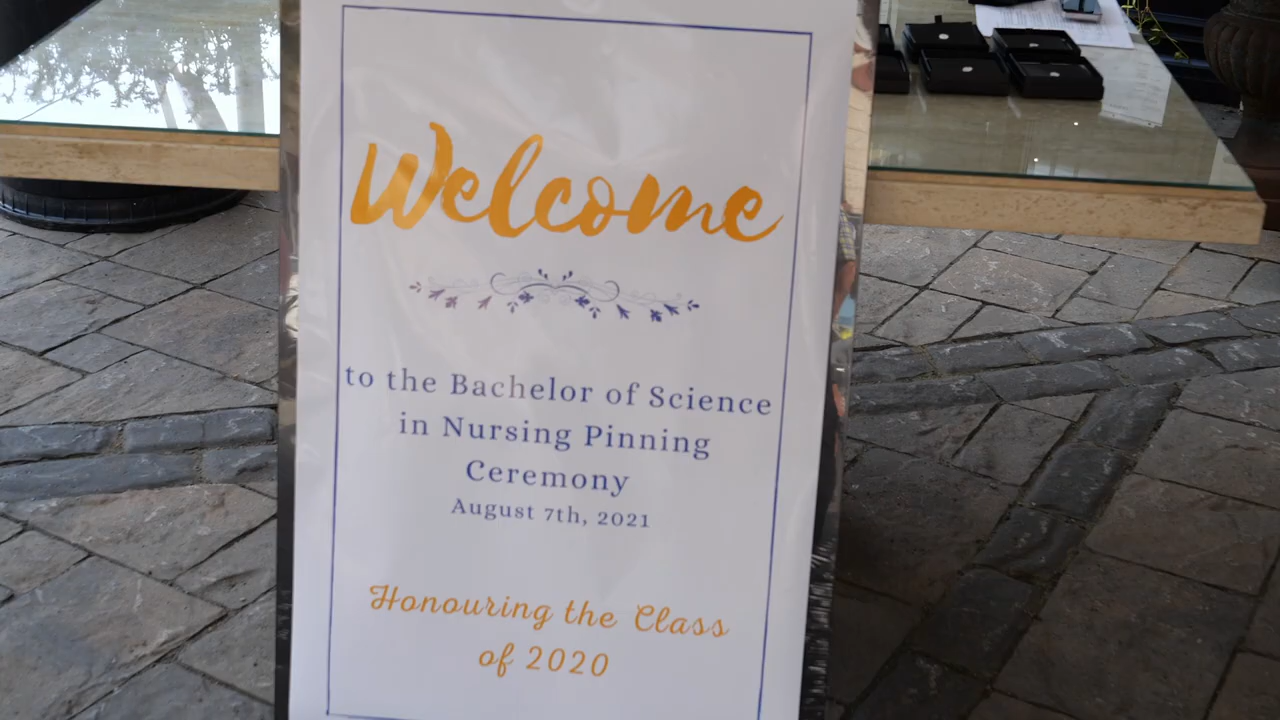 Welcome
to the Bachelor of Science
in Nursing Pinning
Ceremony
August 7th, 2021
Honouring the Class
of 2020